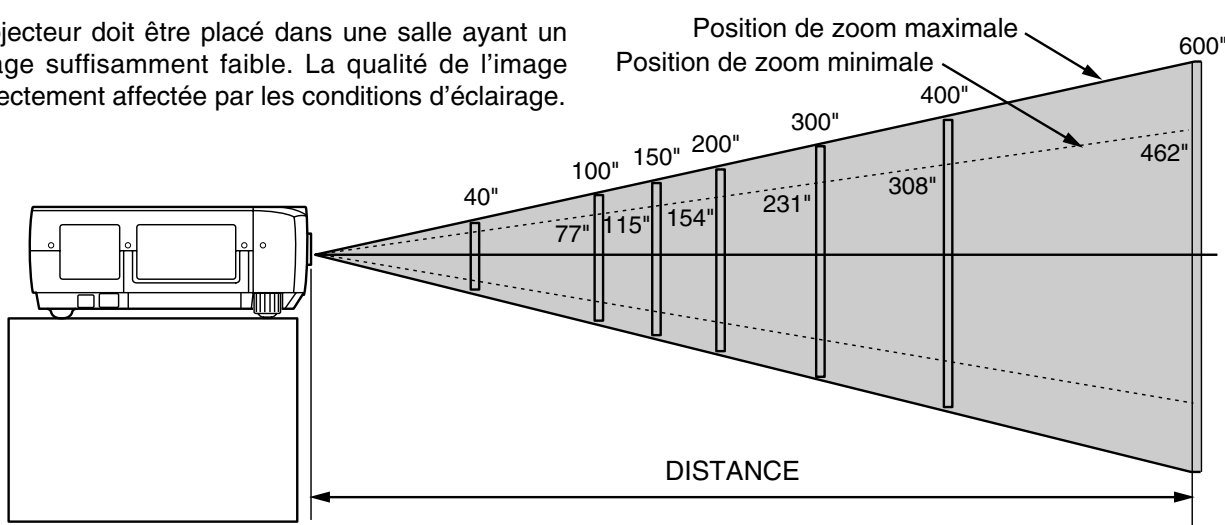 jecteur doit être placé dans une salle ayant un
age suffisamment faible. La qualité de l'image
ectement affectée par les conditions d'éclairage.
Position de zoom maximale
Position de zoom minimale
600"
400"
300"
200"
150"
100"
40"
462"
308"
231"
154"
115"
77"
DISTANCE